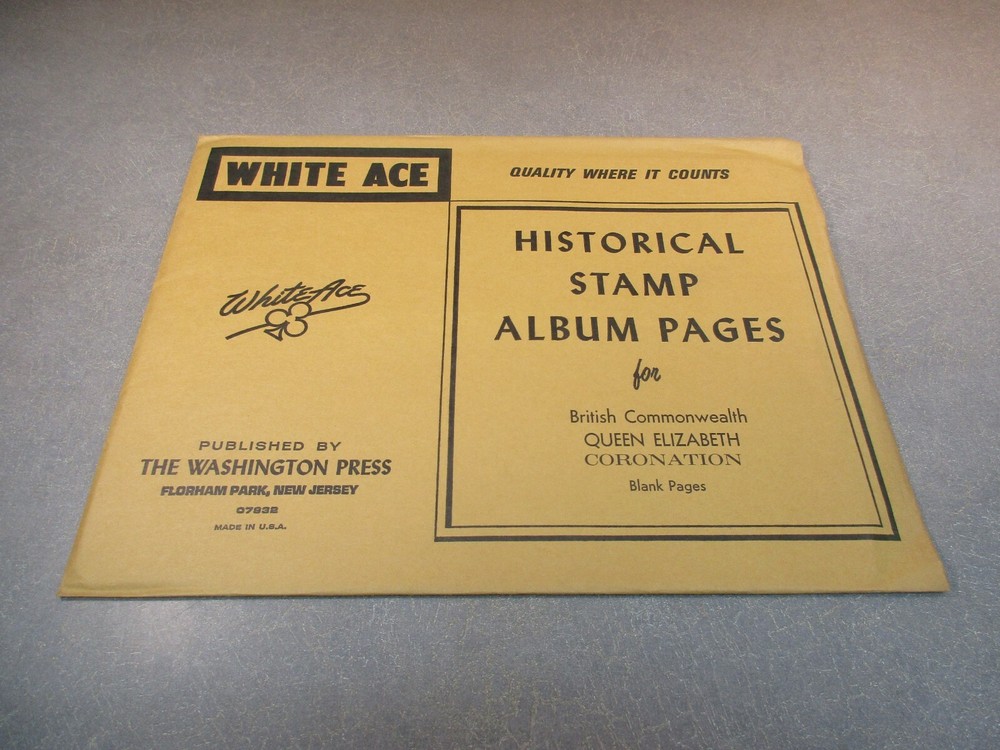 WHITE ACE
QUALITY WHERE IT COUNTS
White Ace
PUBLISHED BY
THE WASHINGTON PRESS
FLORHAM PARK, NEW JERSEY
07932
MADE IN U.S.A.
HISTORICAL
STAMP
ALBUM PAGES
for
British Commonwealth
QUEEN ELIZABETH
CORONATION
Blank Pages